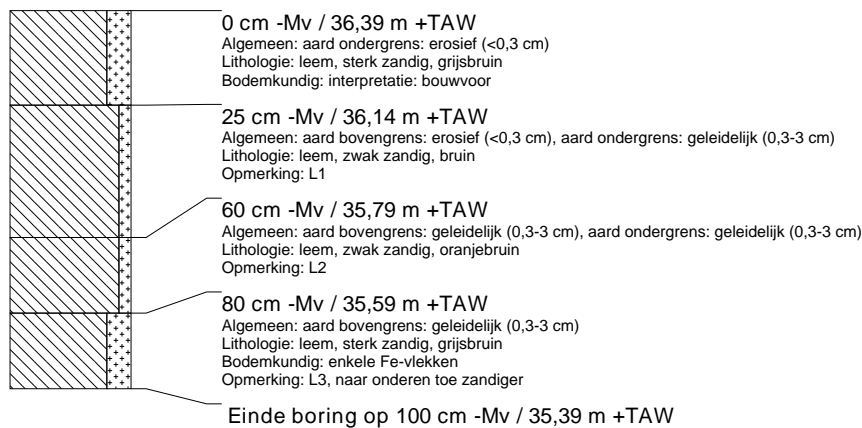 0 cm -Mv / 36,39 m +TAW
Algemeen: aard ondergrens: erosief (<0,3 cm)
Lithologie: leem, sterk zandig, grijsbruin
Bodemkundig: interpretatie: bouwvoor
25 cm -Mv / 36,14 m +TAW
Algemeen: aard bovengrens: erosief (<0,3 cm), aard ondergrens: geleidelijk (0,3-3 cm)
Lithologie: leem, zwak zandig, bruin
Opmerking: L1
60 cm -Mv / 35,79 m +TAW
Algemeen: aard bovengrens: geleidelijk (0,3-3 cm), aard ondergrens: geleidelijk (0,3-3 cm)
Lithologie: leem, zwak zandig, oranjebruin
Opmerking: L2
80 cm -Mv / 35,59 m +TAW
Algemeen: aard bovengrens: geleidelijk (0,3-3 cm)
Lithologie: leem, sterk zandig, grijsbruin
Bodemkundig: enkele Fe-vlekken
Opmerking: L3, naar onderen toe zandiger
Einde boring op 100 cm -Mv / 35,39 m +TAW